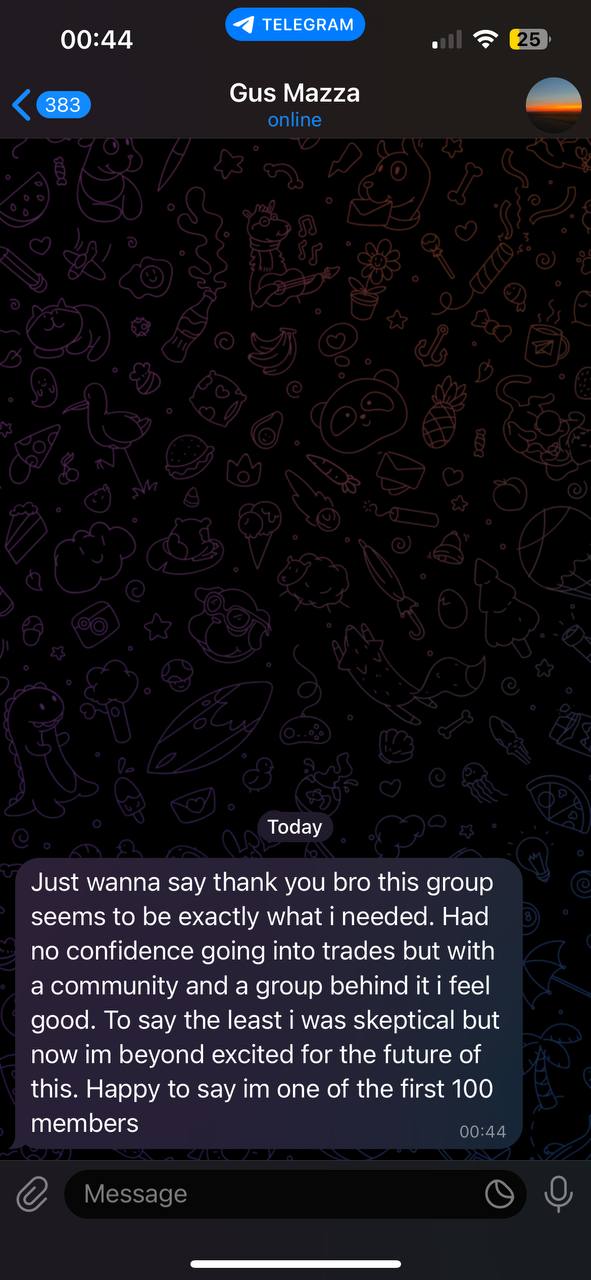 00:44
TELEGRAM
25
383
Gus Mazza
online
Today
Just wanna say thank you bro this group
seems to be exactly what i needed. Had
no confidence going into trades but with
a community and a group behind it i feel
good. To say the least i was skeptical but
now im beyond excited for the future of
this. Happy to say im one of the first 100
members
00:44
Message